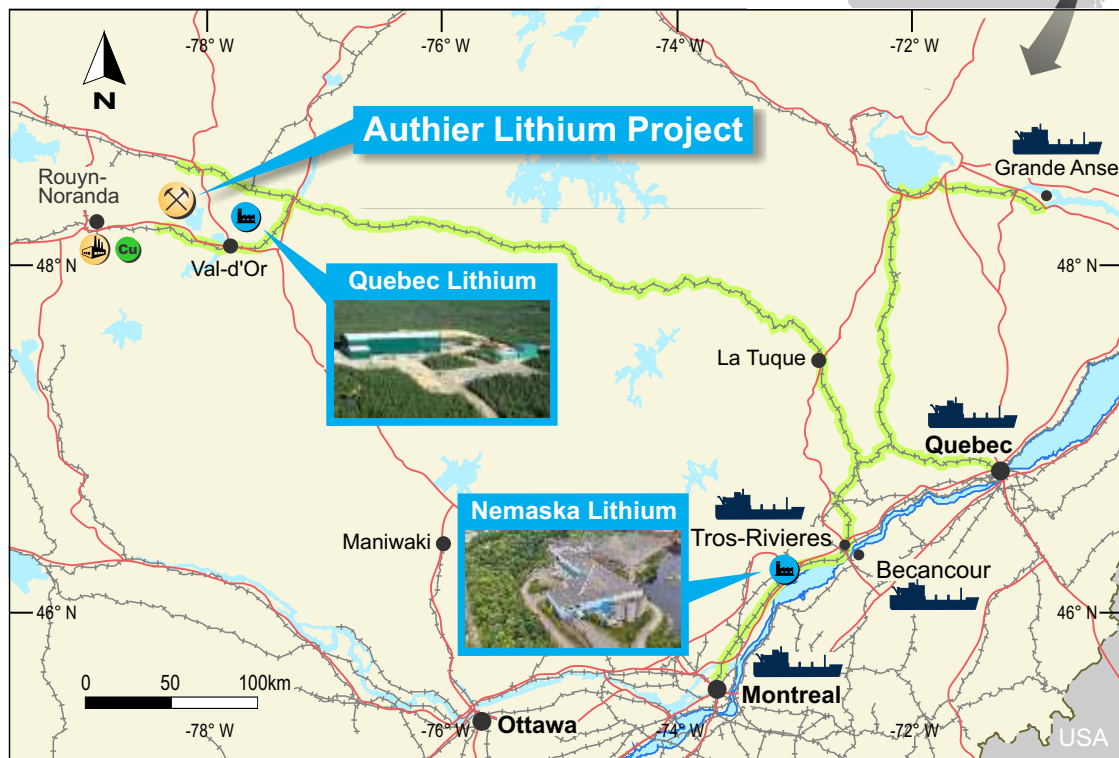 -78° W
-76° W
-74° W
-72° W
N
Authier Lithium Project
Grande Anse
Rouyn-
Noranda
Cu
Val-d'Or
48° N
48° N
Quebec Lithium
La Tuque
Quebec
Nemaska Lithium
Tros-Rivieres
Maniwaki
Becancour
46° N
46° N
0 50 100km
Montreal
Ottawa
-78° W
-76° W
-74° W
-72° W
USA